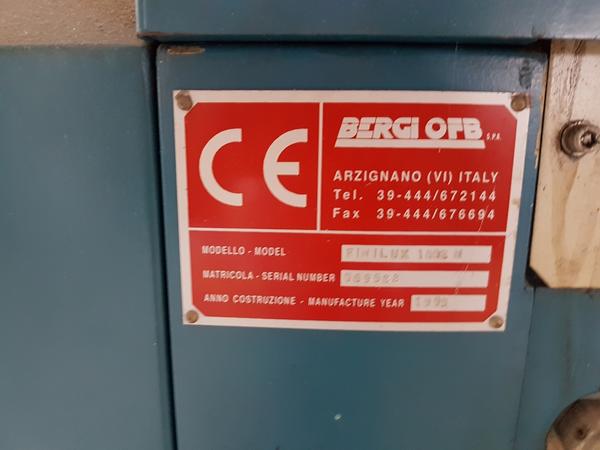 CE
BERGI OFB S.P.A.
ARZIGNANO (VI) ITALY
Tel. 39-444/672144
Fax 39-444/676694
MODELLO - MODEL
MATRICOLA - SERIAL NUMBER
ANNO COSTRUZIONE - MANUFACTURE YEAR